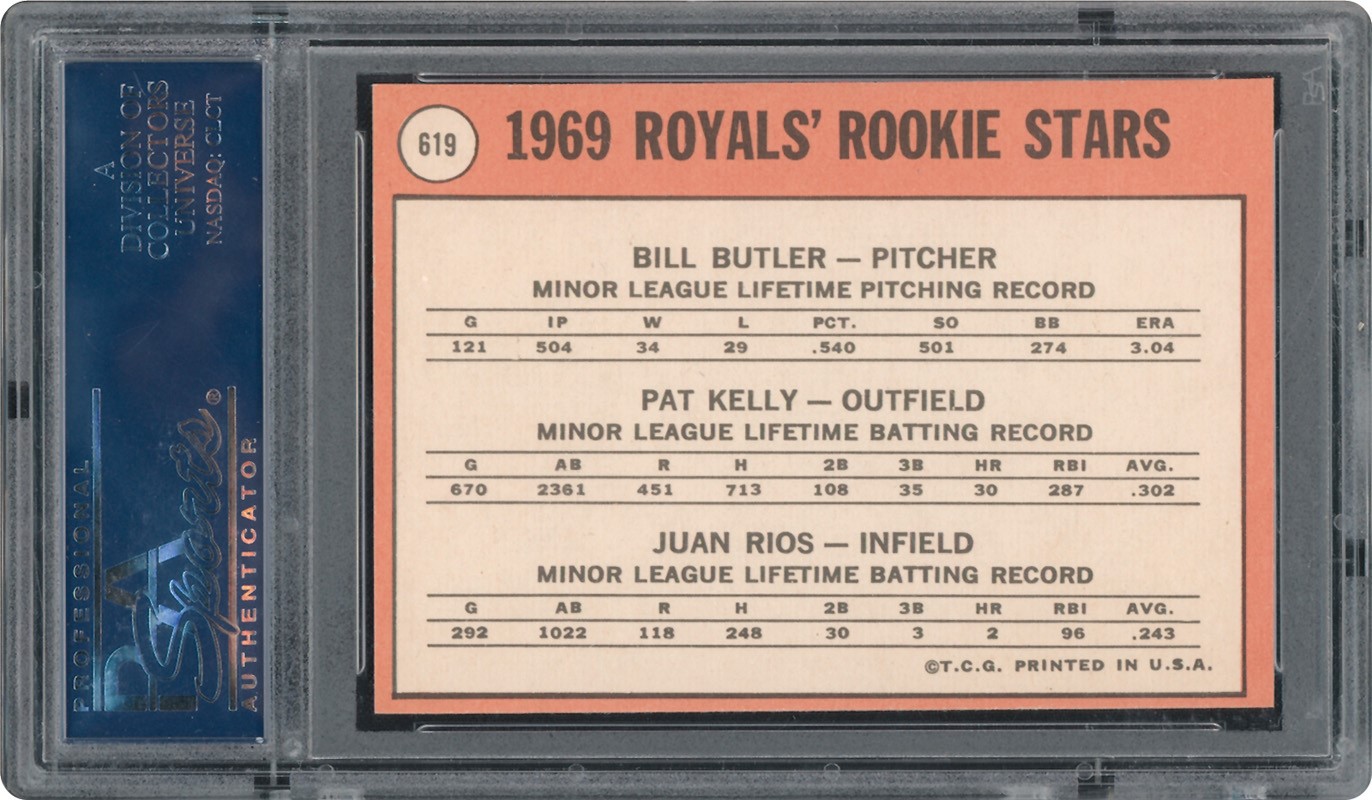 A
DIVISION OF
COLLECTORS
UNIVERSE
NASDAQ: CLCT
PROFESSIONAL
PSA
Sports®
AUTHENTICATOR
619
1969 ROYALS' ROOKIE STARS
BILL BUTLER — PITCHER
MINOR LEAGUE LIFETIME PITCHING RECORD
G IP W L PCT. SO BB ERA
121 504 34 29 .540 501 274 3.04
PAT KELLY — OUTFIELD
MINOR LEAGUE LIFETIME BATTING RECORD
G AB R H 2B 3B HR RBI AVG.
670 2361 451 713 108 35 30 287 .302
JUAN RIOS — INFIELD
MINOR LEAGUE LIFETIME BATTING RECORD
G AB R H 2B 3B HR RBI AVG.
292 1022 118 248 30 3 2 96 .243
©T.C.G. PRINTED IN U.S.A.
PSA